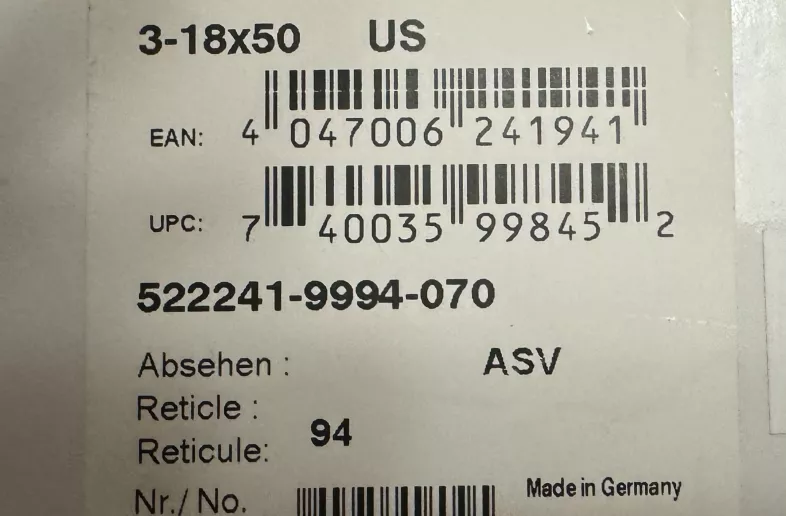 3-18x50 US
EAN: 4 047006 241941
UPC: 7 40035 99845 2
522241-9994-070
Absehen : ASV
Reticle :
94
Reticule:
Nr./ No. Made in Germany